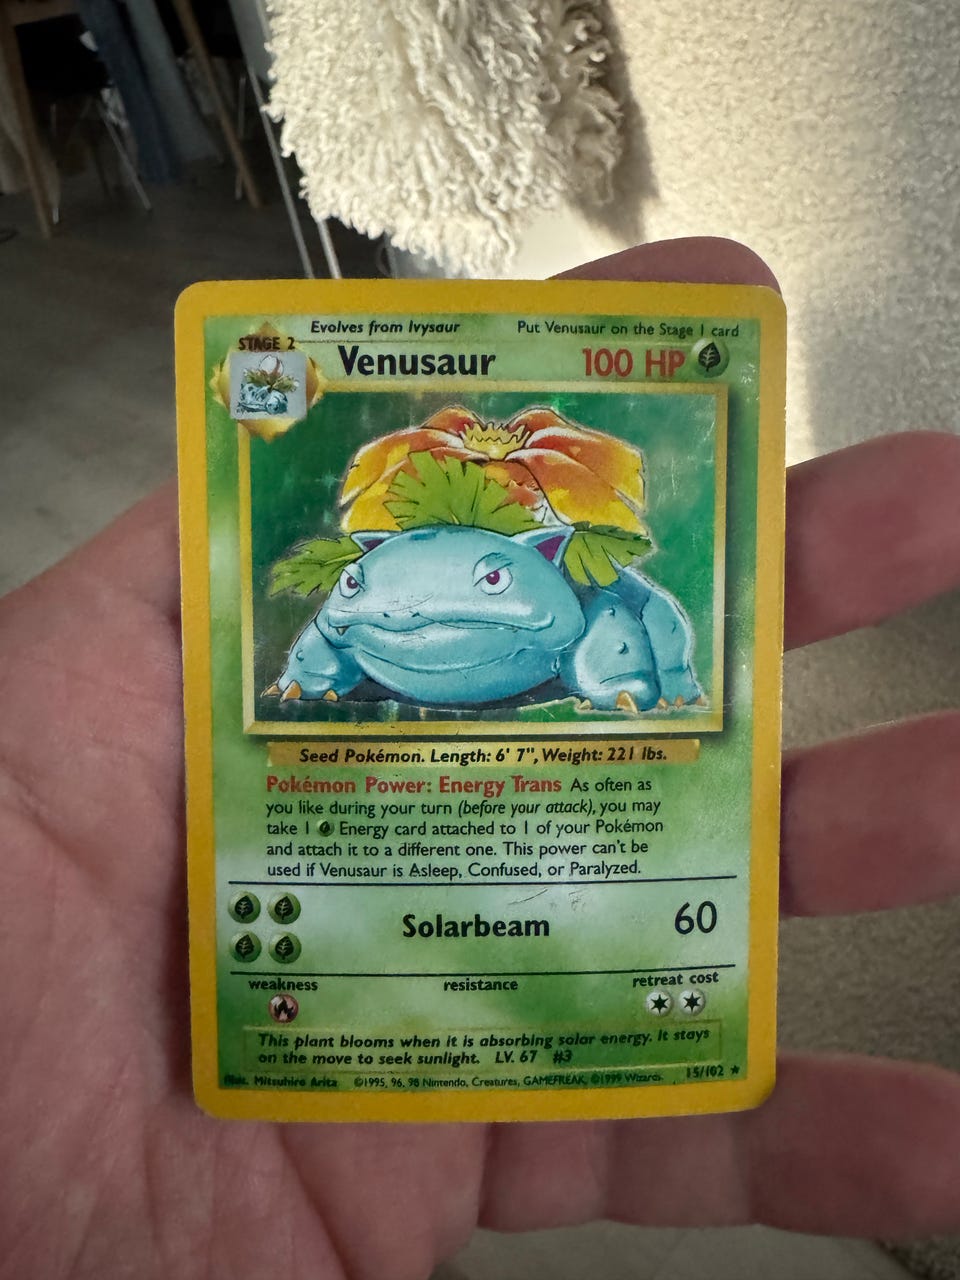 Evolves from Ivysaur Put Venusaur on the Stage 1 card
STAGE 2
Venusaur 100 HP
Seed Pokémon. Length: 6' 7", Weight: 221 lbs.
Pokémon Power: Energy Trans As often as
you like during your turn (before your attack), you may
take 1 Energy card attached to 1 of your Pokémon
and attach it to a different one. This power can't be
used if Venusaur is Asleep, Confused, or Paralyzed.
Solarbeam 60
weakness resistance retreat cost
This plant blooms when it is absorbing solar energy. It stays
on the move to seek sunlight. LV. 67 #3
Illus. Mitsuhiro Arita ©1995, 96, 98 Nintendo, Creatures, GAMEFREAK. ©1999 Wizards. 15/102 ★